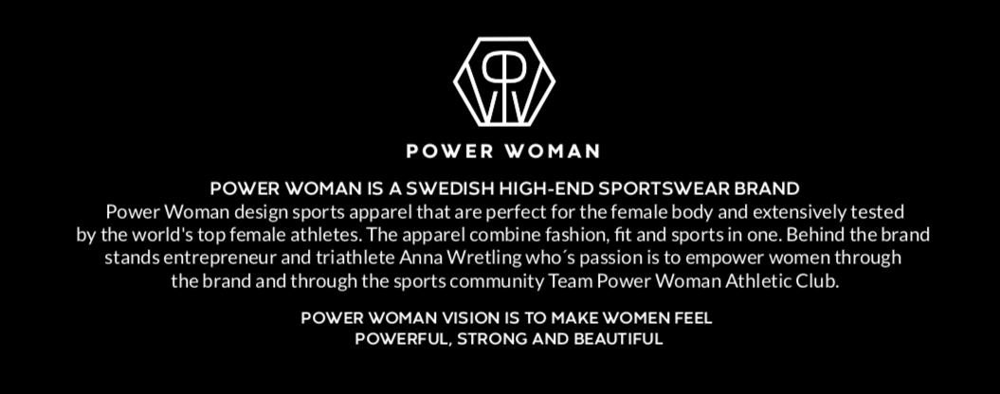 POWER WOMAN
POWER WOMAN IS A SWEDISH HIGH-END SPORTSWEAR BRAND
Power Woman design sports apparel that are perfect for the female body and extensively tested
by the world's top female athletes. The apparel combine fashion, fit and sports in one. Behind the brand
stands entrepreneur and triathlete Anna Wretling who´s passion is to empower women through
the brand and through the sports community Team Power Woman Athletic Club.
POWER WOMAN VISION IS TO MAKE WOMEN FEEL
POWERFUL, STRONG AND BEAUTIFUL